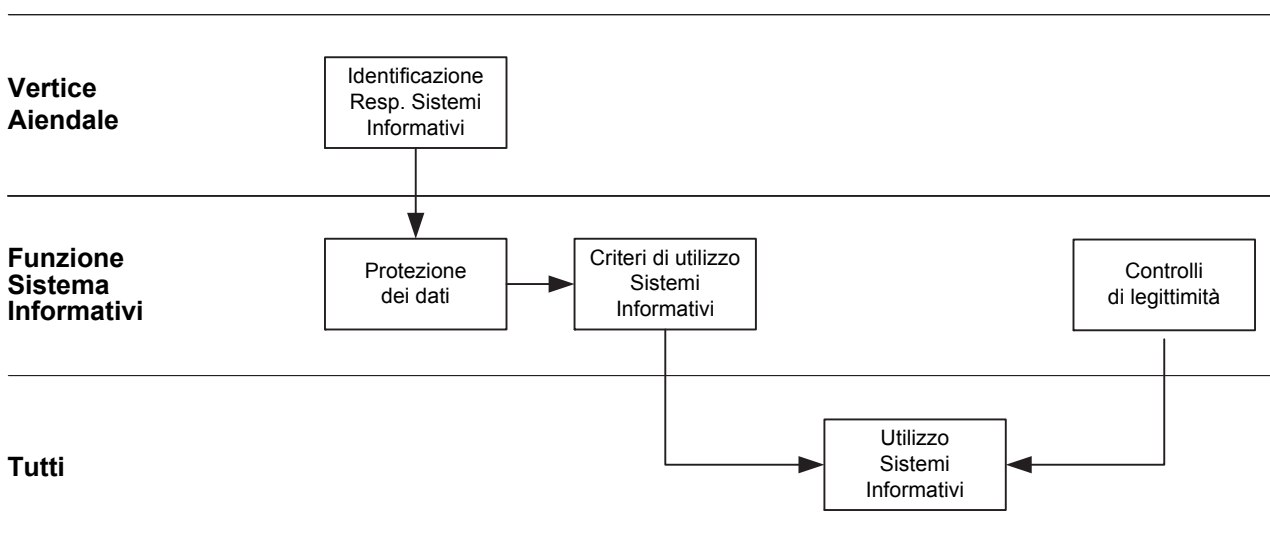 Vertice
Aiendale
Identificazione
Resp. Sistemi
Informativi
Funzione
Sistema
Informativi
Protezione
dei dati
Criteri di utilizzo
Sistemi
Informativi
Controlli
di legittimità
Tutti
Utilizzo
Sistemi
Informativi